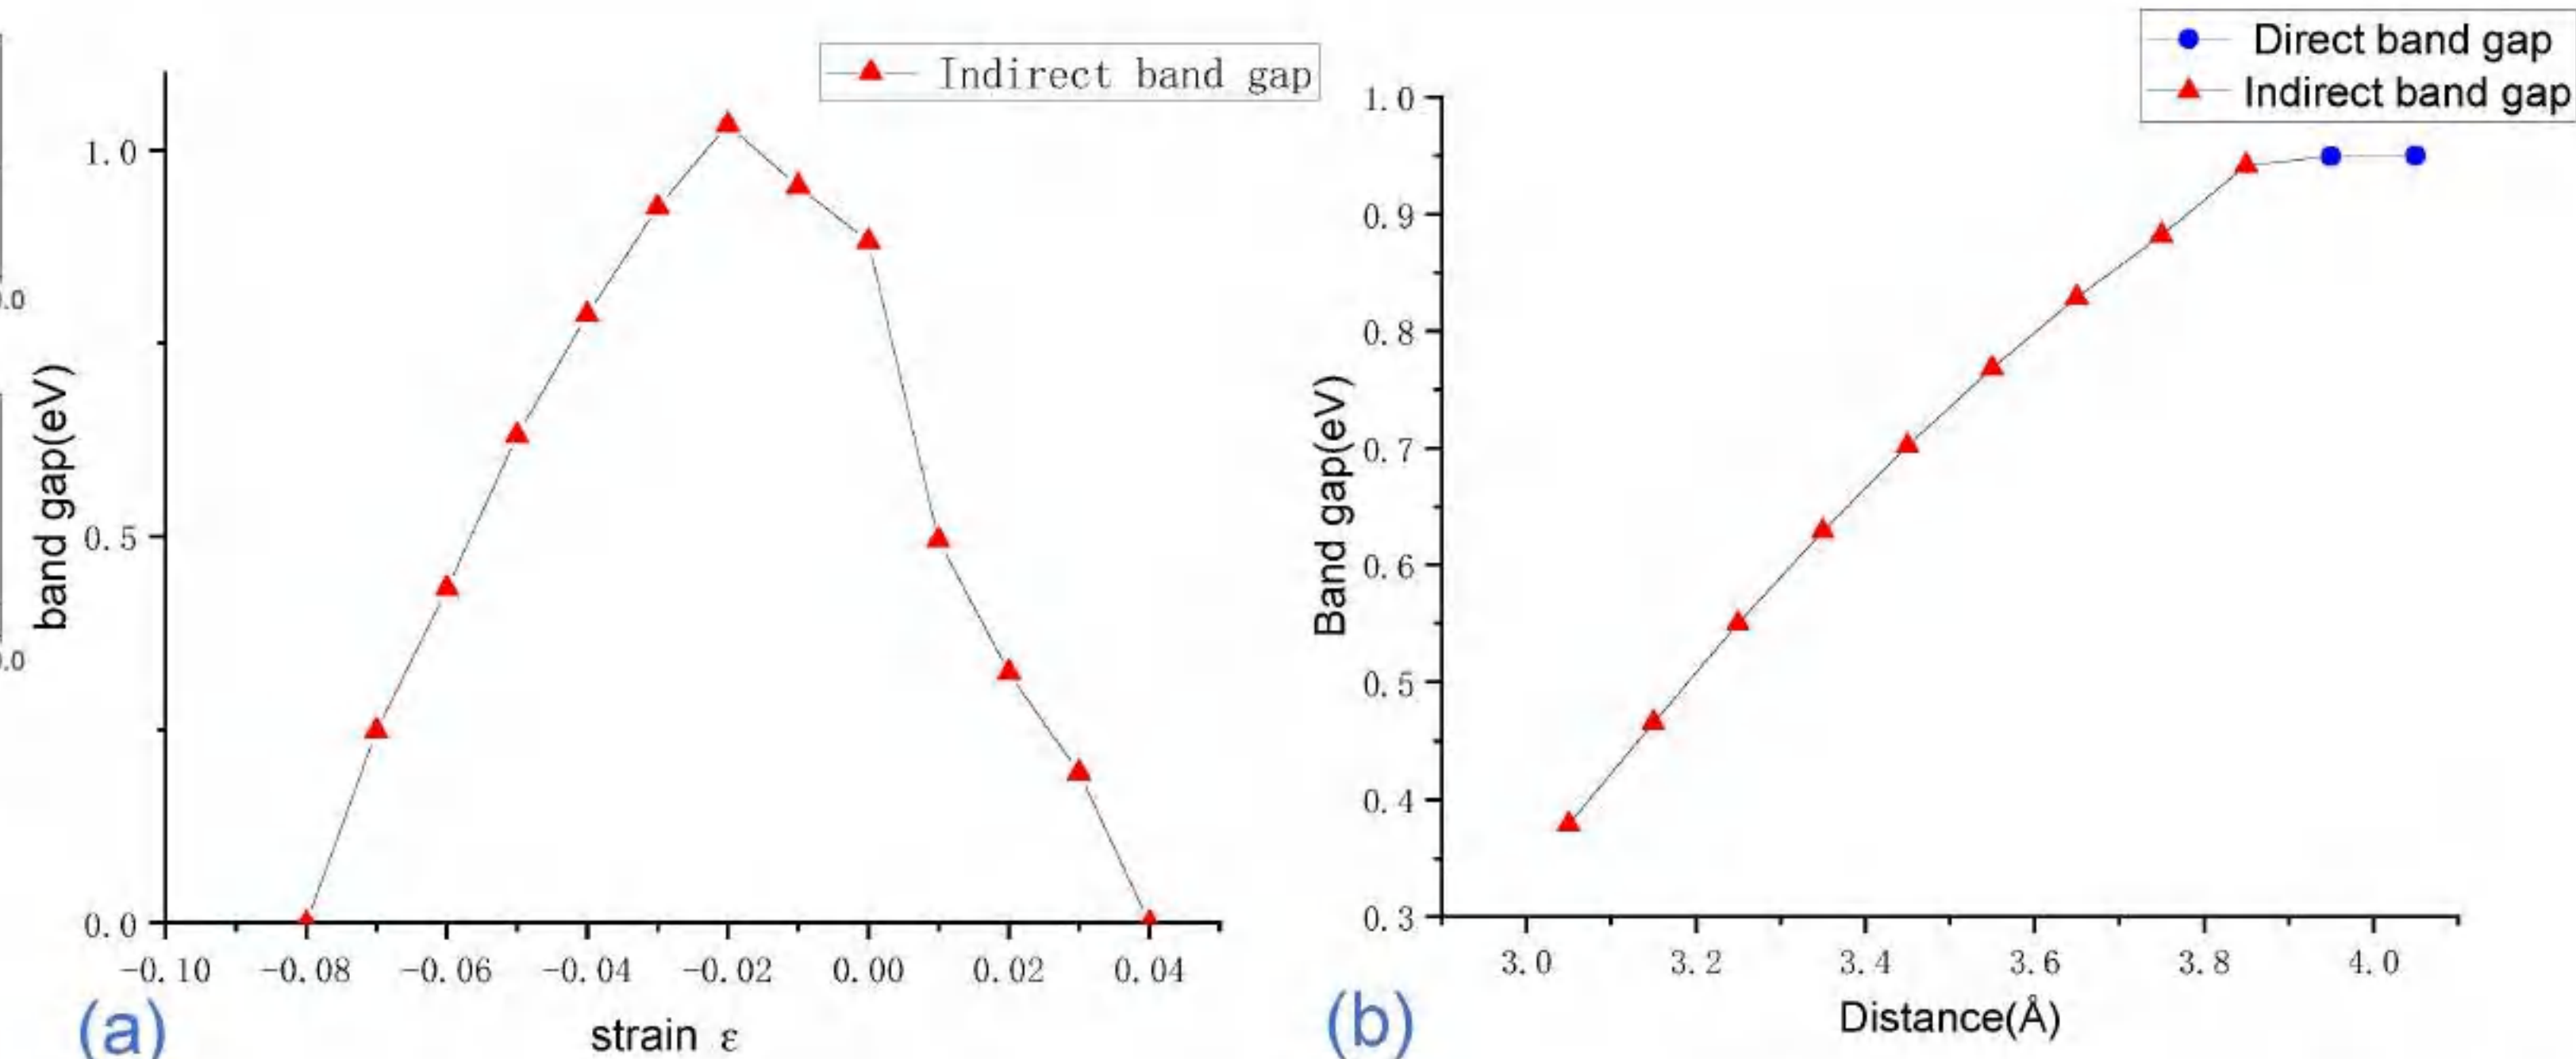 .0
.0
Indirect band gap
1.0
0.5
0.0
band gap(eV)
-0.10 -0.08 -0.06 -0.04 -0.02 0.00 0.02 0.04
strain ε
(a)
Direct band gap
Indirect band gap
1.0
0.9
0.8
0.7
0.6
0.5
0.4
0.3
Band gap(eV)
3.0 3.2 3.4 3.6 3.8 4.0
Distance(Å)
(b)